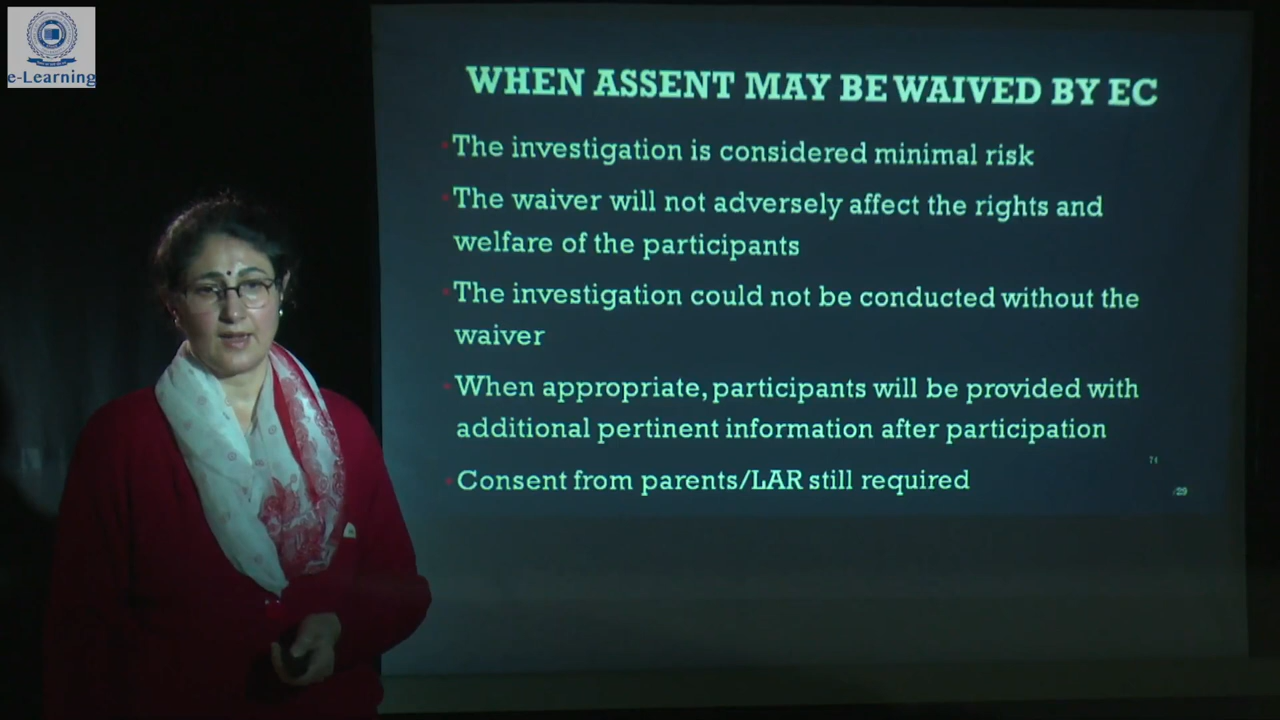 e-Learning
WHEN ASSENT MAY BE WAIVED BY EC
The investigation is considered minimal risk
The waiver will not adversely affect the rights and
welfare of the participants
The investigation could not be conducted without the
waiver
When appropriate, participants will be provided with
additional pertinent information after participation
Consent from parents/LAR still required
/29